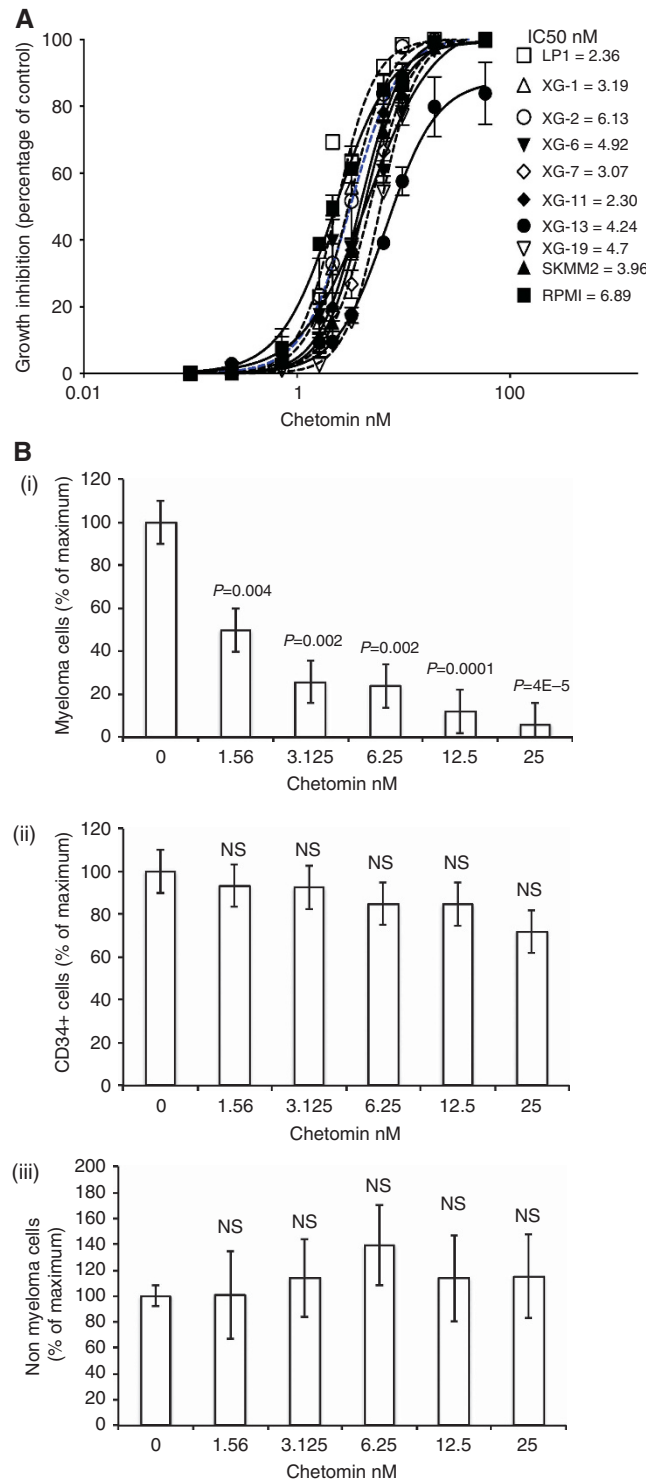 A
Growth inhibition (percentage of control)
100
80
60
40
20
0
0.01
1
100
Chetomin nM
IC50 nM
LP1 = 2.36
XG-1 = 3.19
XG-2 = 6.13
XG-6 = 4.92
XG-7 = 3.07
XG-11 = 2.30
XG-13 = 4.24
XG-19 = 4.7
SKMM2 = 3.96
RPMI = 6.89
B
(i)
Myeloma cells (% of maximum)
120
100
80
60
40
20
0
P=0.004
P=0.002
P=0.002
P=0.0001
P=4E–5
0 1.56 3.125 6.25 12.5 25
Chetomin nM
(ii)
CD34+ cells (% of maximum)
120
100
80
60
40
20
0
NS NS NS NS NS
0 1.56 3.125 6.25 12.5 25
Chetomin nM
(iii)
Non myeloma cells
(% of maximum)
200
180
160
140
120
100
80
60
40
20
0
NS NS NS NS NS
0 1.56 3.125 6.25 12.5 25
Chetomin nM